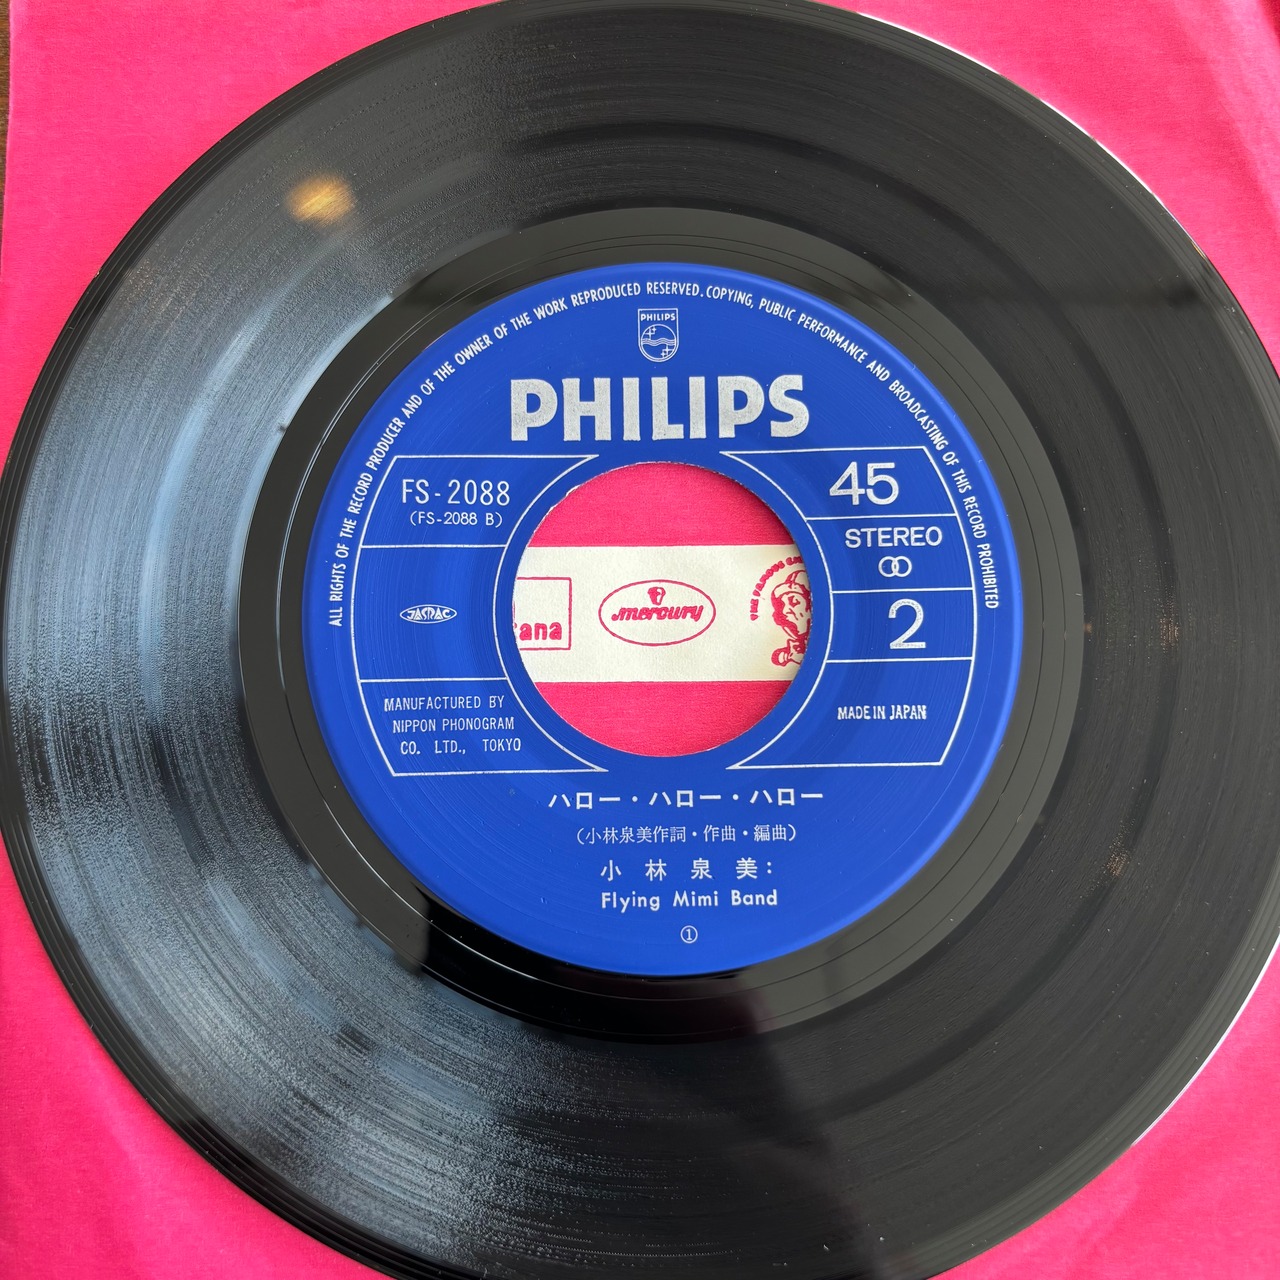 ALL RIGHTS OF THE RECORD PRODUCER AND OF THE OWNER OF THE WORK REPRODUCED RESERVED. COPYING, PUBLIC PERFORMANCE AND BROADCASTING OF THIS RECORD PROHIBITED
PHILIPS
PHILIPS
FS-2088
(FS-2088 B)
45
STEREO
2
JASRAC
MANUFACTURED BY
NIPPON PHONOGRAM
CO. LTD., TOKYO
MADE IN JAPAN
ana
mercury
THE FAMOUS
ハロー・ハロー・ハロー
(小林泉美作詞・作曲・編曲)
小林泉美:
Flying Mimi Band
①